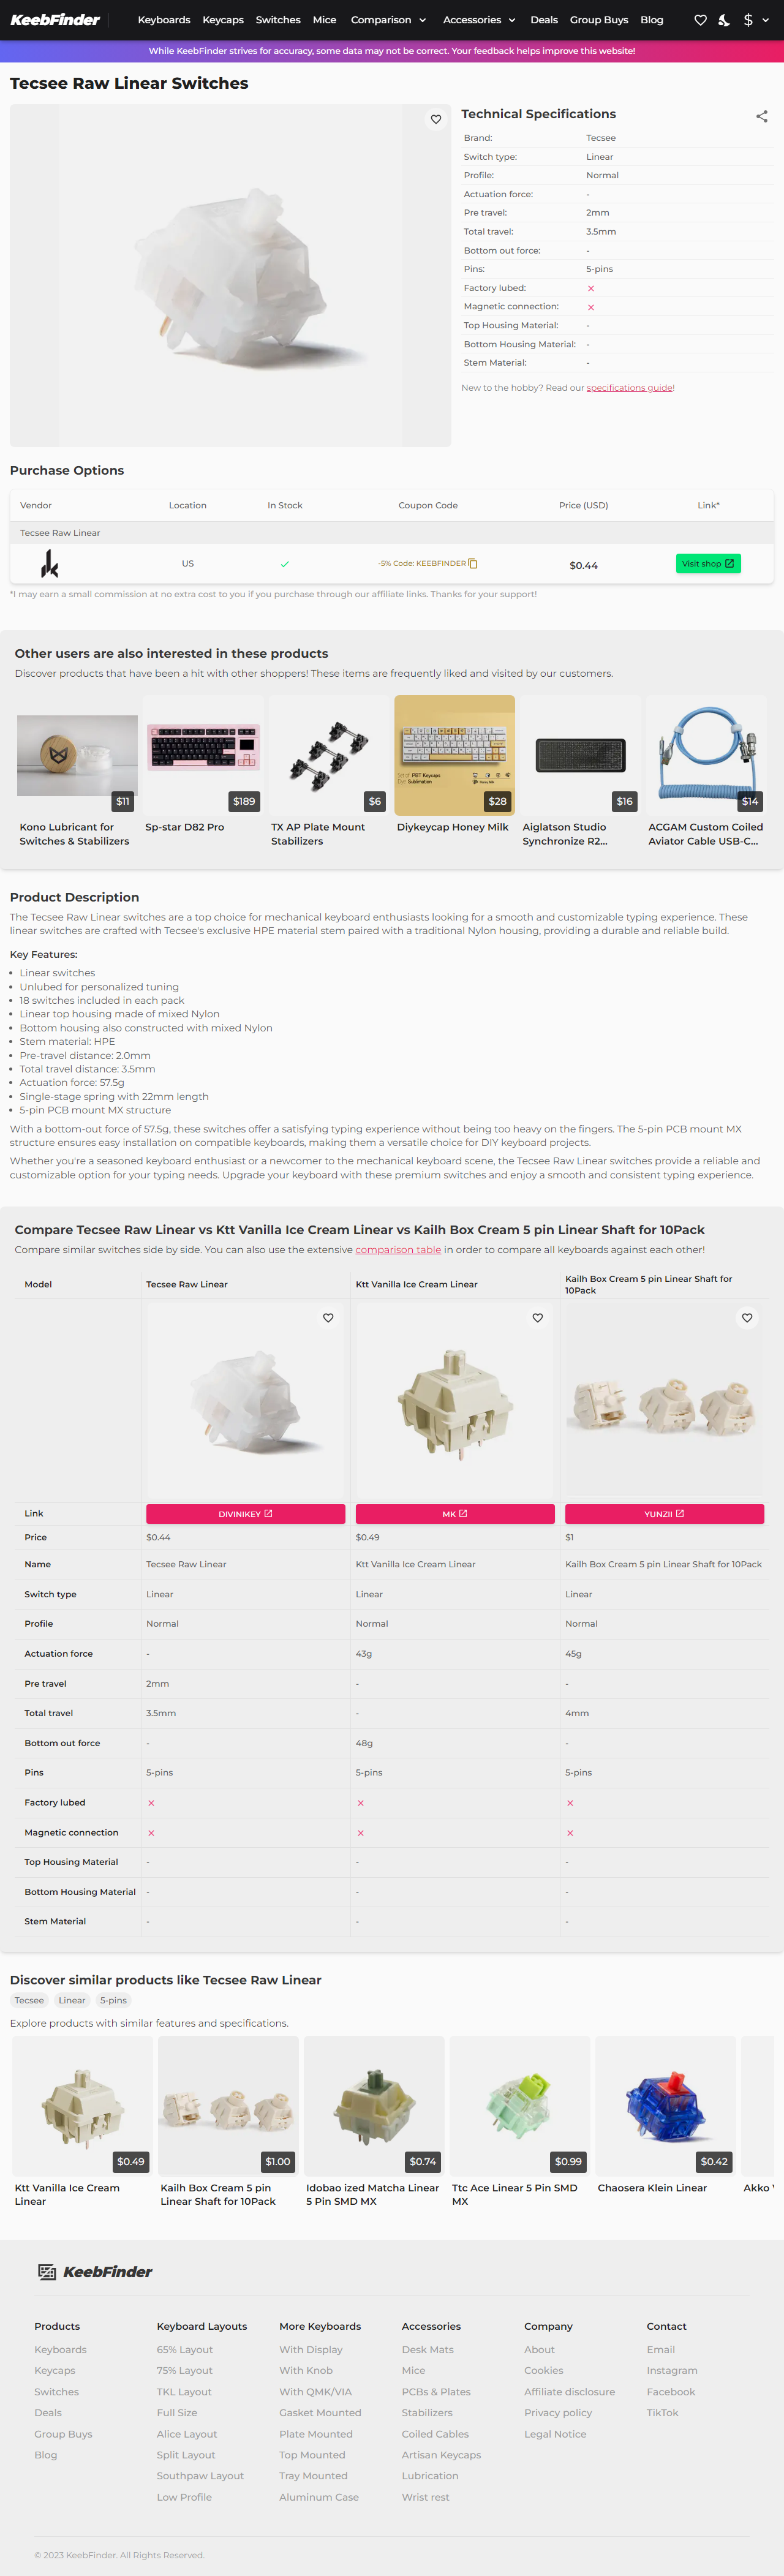 KeebFinder
Keyboards Keycaps Switches Mice Comparison Accessories Deals Group Buys Blog $
While KeebFinder strives for accuracy, some data may not be correct. Your feedback helps improve this website!
Tecsee Raw Linear Switches
Technical Specifications
Brand: Tecsee
Switch type: Linear
Profile: Normal
Actuation force: -
Pre travel: 2mm
Total travel: 3.5mm
Bottom out force: -
Pins: 5-pins
Factory lubed:
Magnetic connection:
Top Housing Material: -
Bottom Housing Material: -
Stem Material: -
New to the hobby? Read our specifications guide!
Purchase Options
Vendor Location In Stock Coupon Code Price (USD) Link*
Tecsee Raw Linear
US -5% Code: KEEBFINDER $0.44 Visit shop
*I may earn a small commission at no extra cost to you if you purchase through our affiliate links. Thanks for your support!
Other users are also interested in these products
Discover products that have been a hit with other shoppers! These items are frequently liked and visited by our customers.
$11 $189 $6 $28 $16 $14
Kono Lubricant for Switches & Stabilizers
Sp-star D82 Pro
TX AP Plate Mount Stabilizers
Diykeycap Honey Milk
Aiglatson Studio Synchronize R2...
ACGAM Custom Coiled Aviator Cable USB-C...
Product Description
The Tecsee Raw Linear switches are a top choice for mechanical keyboard enthusiasts looking for a smooth and customizable typing experience. These
linear switches are crafted with Tecsee's exclusive HPE material stem paired with a traditional Nylon housing, providing a durable and reliable build.
Key Features:
• Linear switches
• Unlubed for personalized tuning
• 18 switches included in each pack
• Linear top housing made of mixed Nylon
• Bottom housing also constructed with mixed Nylon
• Stem material: HPE
• Pre-travel distance: 2.0mm
• Total travel distance: 3.5mm
• Actuation force: 57.5g
• Single-stage spring with 22mm length
• 5-pin PCB mount MX structure
With a bottom-out force of 57.5g, these switches offer a satisfying typing experience without being too heavy on the fingers. The 5-pin PCB mount MX
structure ensures easy installation on compatible keyboards, making them a versatile choice for DIY keyboard projects.
Whether you're a seasoned keyboard enthusiast or a newcomer to the mechanical keyboard scene, the Tecsee Raw Linear switches provide a reliable and
customizable option for your typing needs. Upgrade your keyboard with these premium switches and enjoy a smooth and consistent typing experience.
Compare Tecsee Raw Linear vs Ktt Vanilla Ice Cream Linear vs Kailh Box Cream 5 pin Linear Shaft for 10Pack
Compare similar switches side by side. You can also use the extensive comparison table in order to compare all keyboards against each other!
Model Tecsee Raw Linear Ktt Vanilla Ice Cream Linear Kailh Box Cream 5 pin Linear Shaft for 10Pack
Link DIVINIKEY MK YUNZII
Price $0.44 $0.49 $1
Name Tecsee Raw Linear Ktt Vanilla Ice Cream Linear Kailh Box Cream 5 pin Linear Shaft for 10Pack
Switch type Linear Linear Linear
Profile Normal Normal Normal
Actuation force - 43g 45g
Pre travel 2mm - -
Total travel 3.5mm - 4mm
Bottom out force - 48g -
Pins 5-pins 5-pins 5-pins
Factory lubed
Magnetic connection
Top Housing Material - - -
Bottom Housing Material - - -
Stem Material - - -
Discover similar products like Tecsee Raw Linear
Tecsee Linear 5-pins
Explore products with similar features and specifications.
$0.49 $1.00 $0.74 $0.99 $0.42
Ktt Vanilla Ice Cream Linear
Kailh Box Cream 5 pin Linear Shaft for 10Pack
Idobao ized Matcha Linear 5 Pin SMD MX
Ttc Ace Linear 5 Pin SMD MX
Chaosera Klein Linear
Akko
KeebFinder
Products Keyboard Layouts More Keyboards Accessories Company Contact
Keyboards 65% Layout With Display Desk Mats About Email
Keycaps 75% Layout With Knob Mice Cookies Instagram
Switches TKL Layout With QMK/VIA PCBs & Plates Affiliate disclosure Facebook
Deals Full Size Gasket Mounted Stabilizers Privacy policy TikTok
Group Buys Alice Layout Plate Mounted Coiled Cables Legal Notice
Blog Split Layout Top Mounted Artisan Keycaps
Southpaw Layout Tray Mounted Lubrication
Low Profile Aluminum Case Wrist rest
© 2023 KeebFinder. All Rights Reserved.